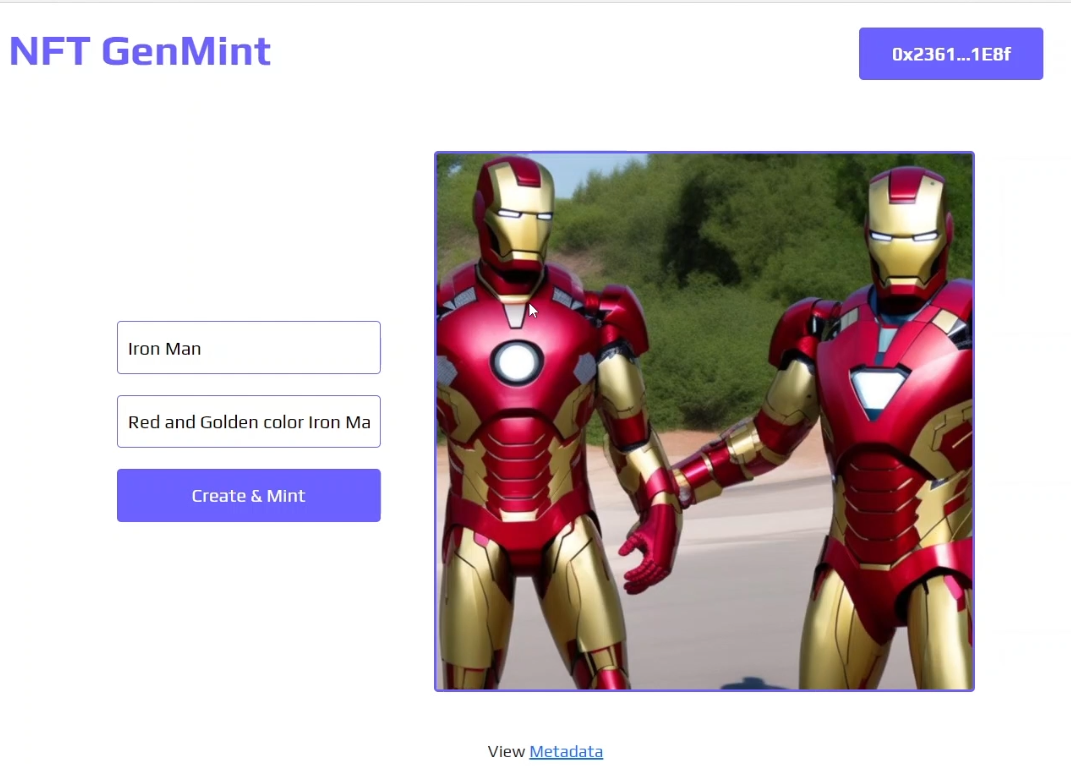 NFT GenMint
0x2361...1E8f
Iron Man
Red and Golden color Iron Ma
Create & Mint
View Metadata